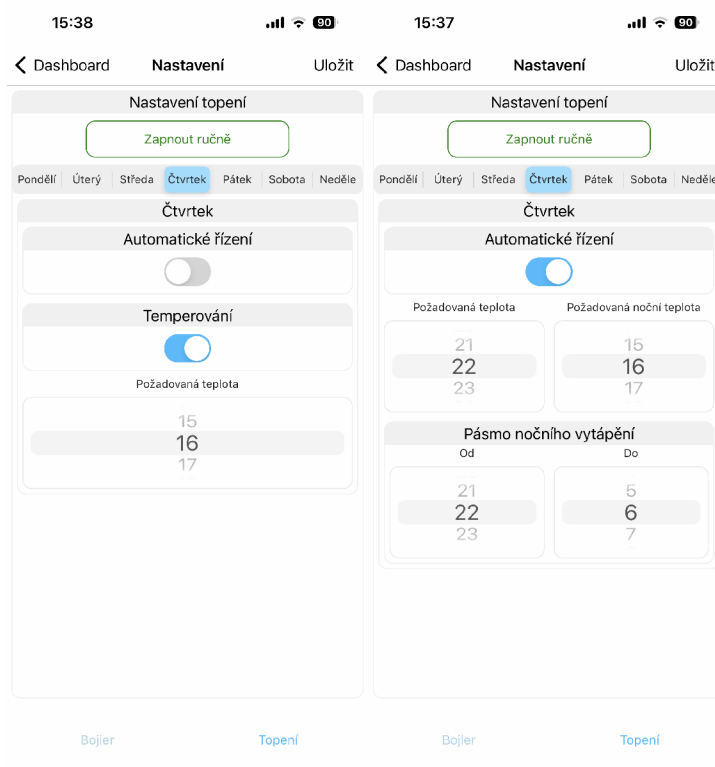 15:38
90
Dashboard
Nastavení
Uložit
Nastavení topení
Zapnout ručně
Pondělí Úterý Středa Čtvrtek Pátek Sobota Neděle
Čtvrtek
Automatické řízení
Temperování
Požadovaná teplota
15
16
17
Bojler
Topení
15:37
90
Dashboard
Nastavení
Uložit
Nastavení topení
Zapnout ručně
Pondělí Úterý Středa Čtvrtek Pátek Sobota Neděle
Čtvrtek
Automatické řízení
Požadovaná teplota
Požadovaná noční teplota
21
22
23
15
16
17
Pásmo nočního vytápění
Od
Do
21
22
23
5
6
7
Bojler
Topení